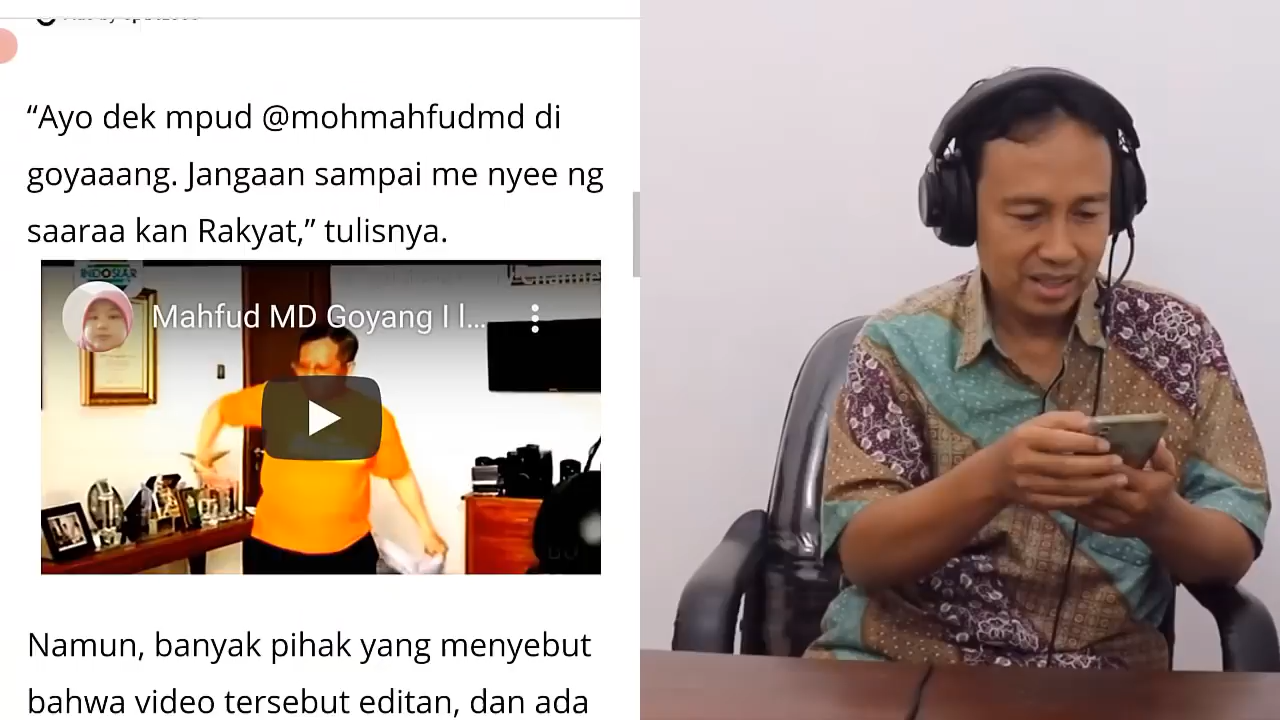 “Ayo dek mpud @mohmahfudmd di
goyaaang. Jangaan sampai me nyee ng
saaraa kan Rakyat,” tulisnya.
INDOSIAR
Mahfud MD Goyang I l...
Namun, banyak pihak yang menyebut
bahwa video tersebut editan, dan ada